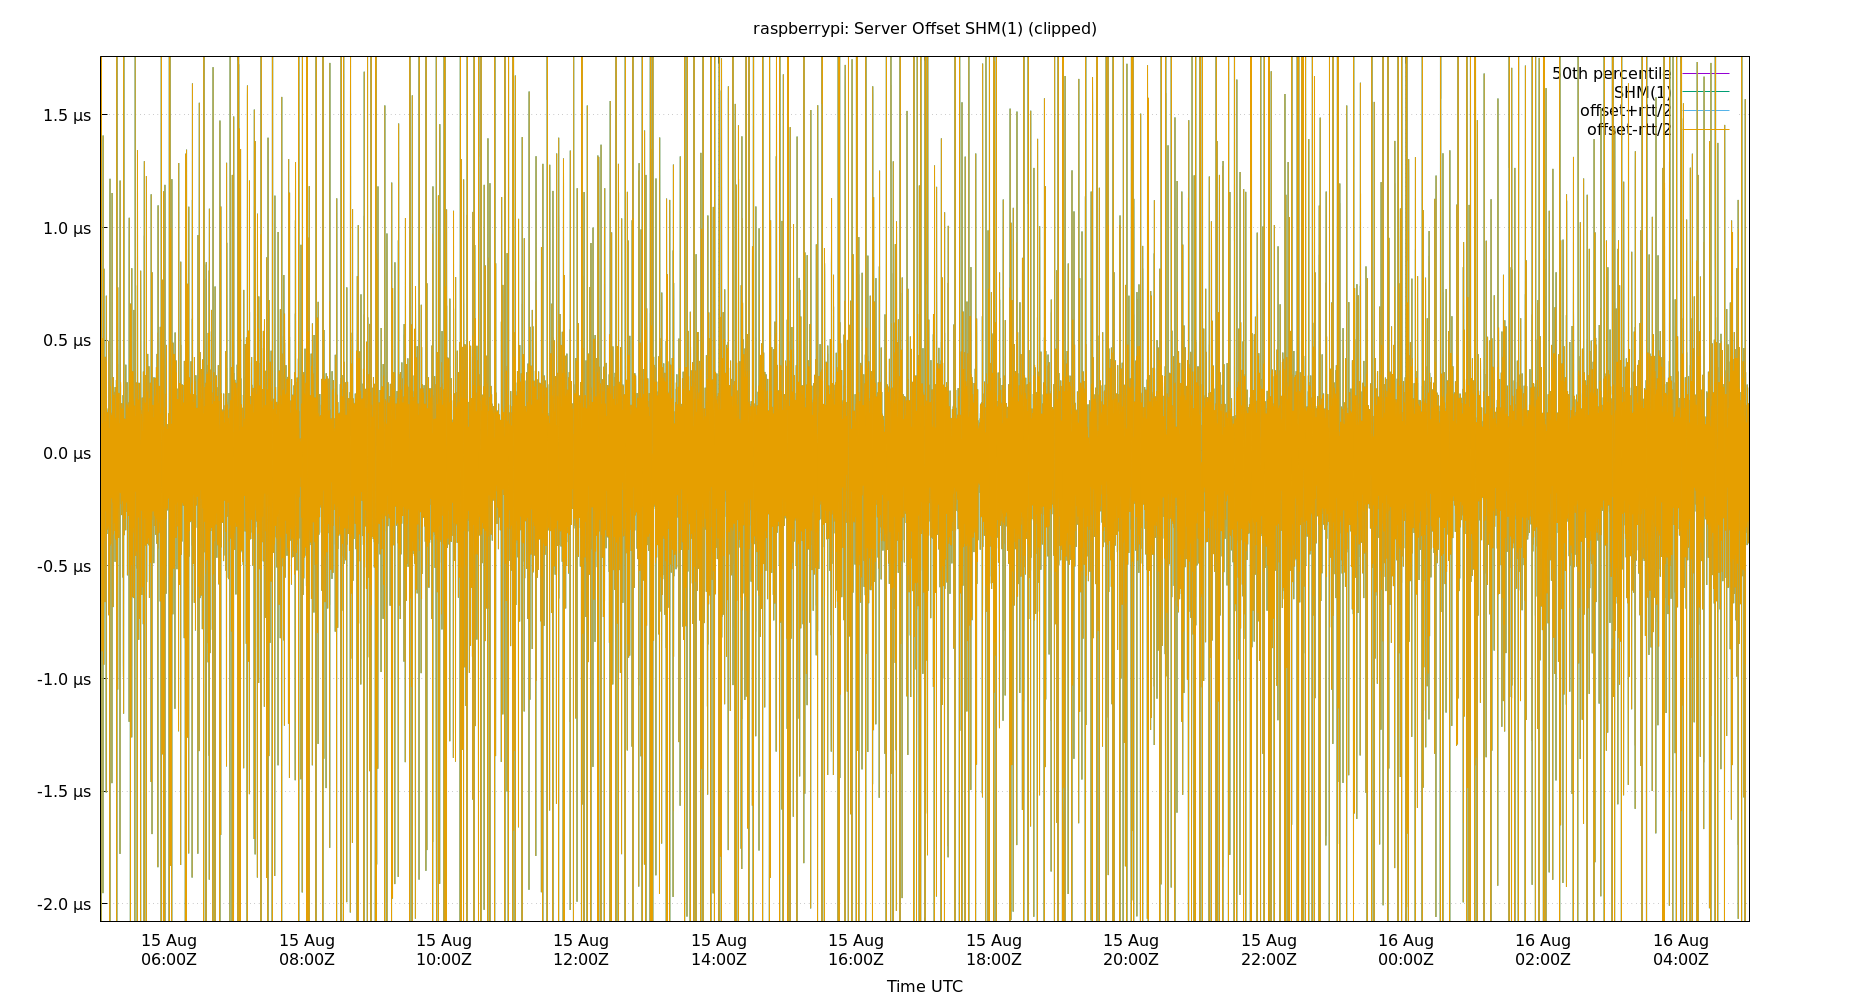 raspberrypi: Server Offset SHM(1) (clipped)
50th percentile
SHM(1)
offset+rtt/2
offset-rtt/2
1.5 µs
1.0 µs
0.5 µs
0.0 µs
-0.5 µs
-1.0 µs
-1.5 µs
-2.0 µs
15 Aug 15 Aug 15 Aug 15 Aug 15 Aug 15 Aug 15 Aug 15 Aug 15 Aug 16 Aug 16 Aug 16 Aug
06:00Z 08:00Z 10:00Z 12:00Z 14:00Z 16:00Z 18:00Z 20:00Z 22:00Z 00:00Z 02:00Z 04:00Z
Time UTC